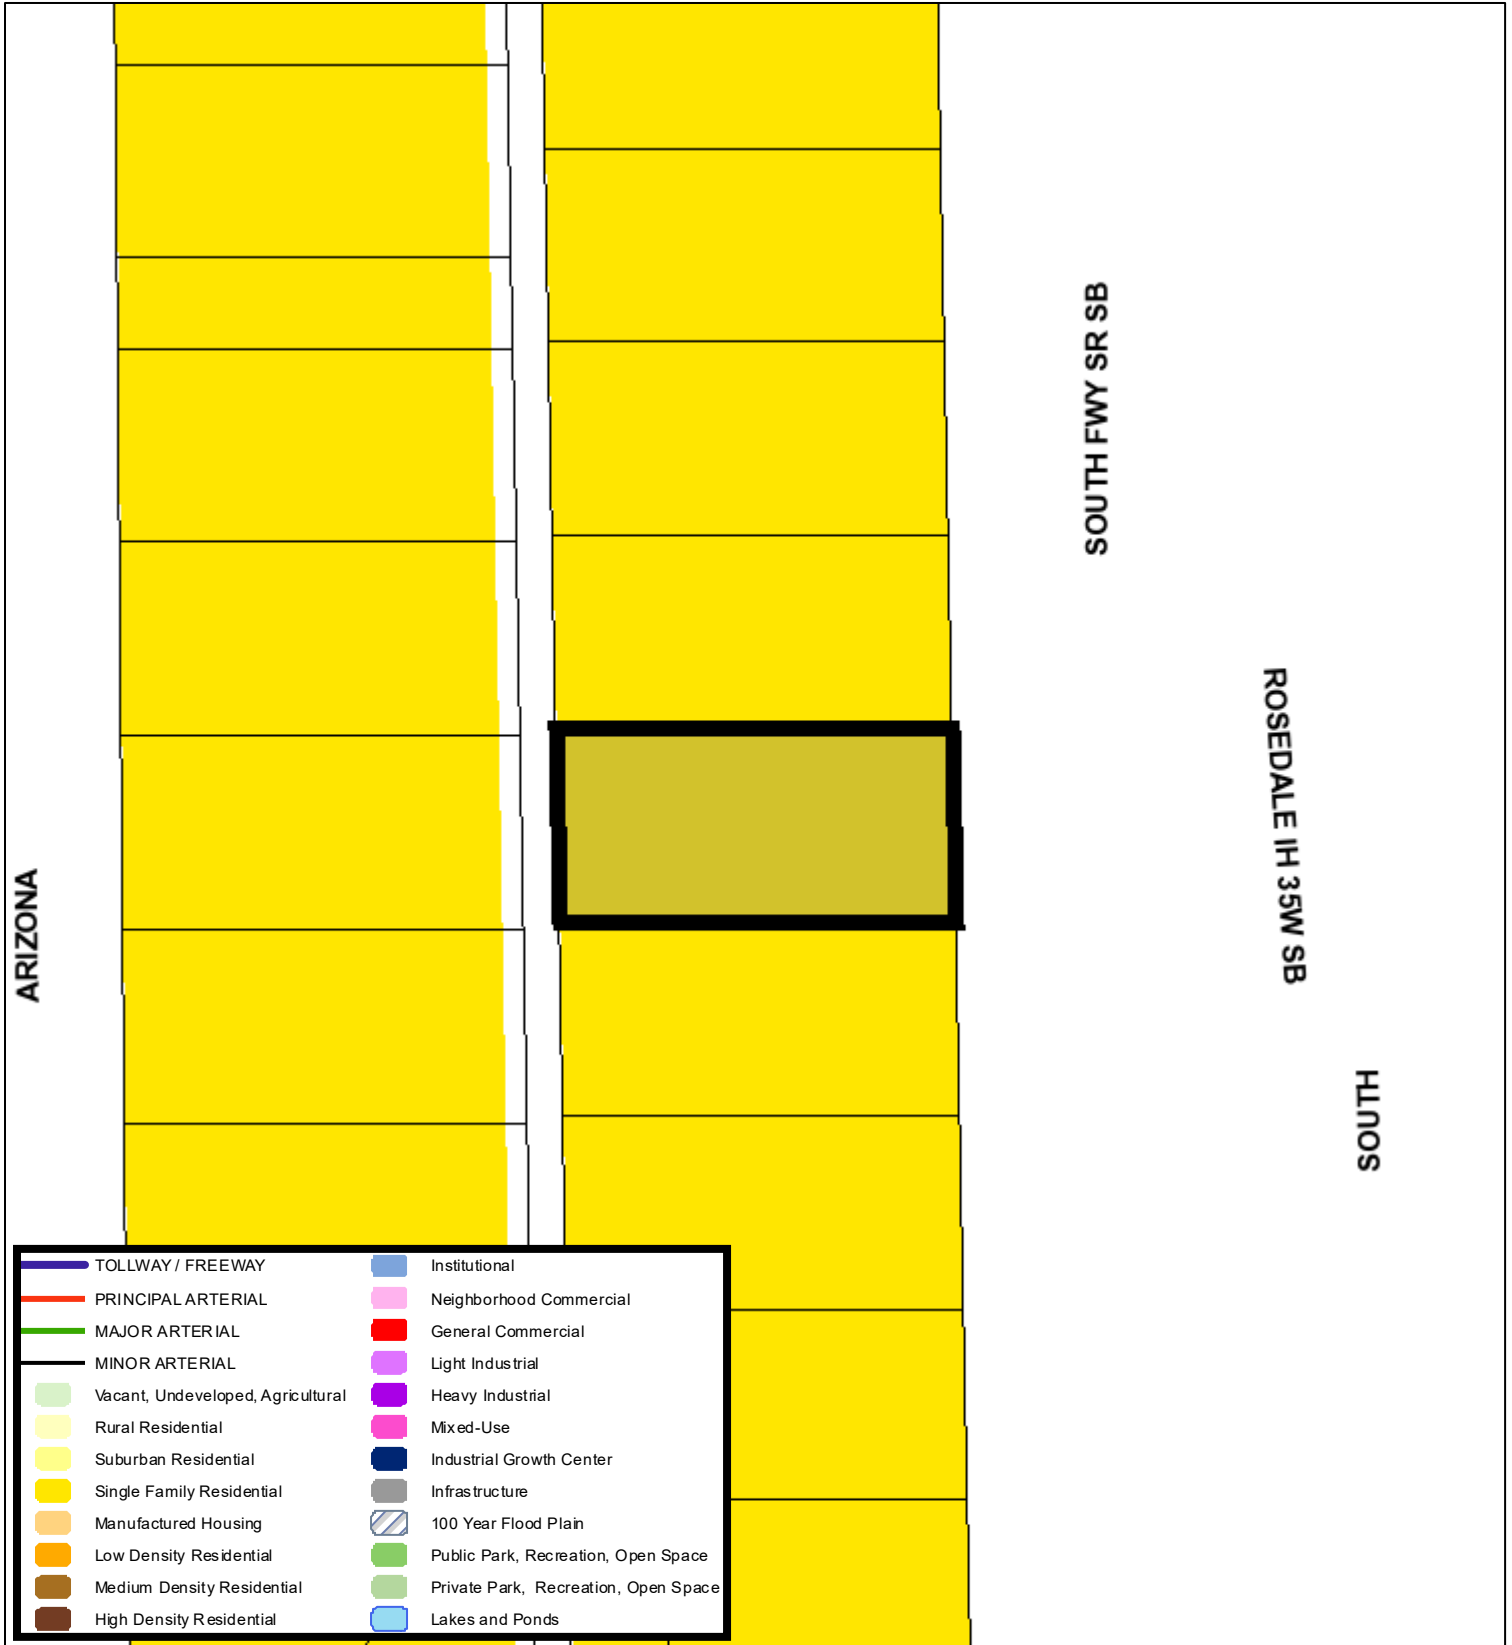 SOUTH FWY SR SB
ROSEDALE IH 35W SB
ARIZONA
SOUTH
TOLLWAY / FREEWAY
PRINCIPAL ARTERIAL
MAJOR ARTERIAL
MINOR ARTERIAL
Vacant, Undeveloped, Agricultural
Rural Residential
Suburban Residential
Single Family Residential
Manufactured Housing
Low Density Residential
Medium Density Residential
High Density Residential
Institutional
Neighborhood Commercial
General Commercial
Light Industrial
Heavy Industrial
Mixed-Use
Industrial Growth Center
Infrastructure
100 Year Flood Plain
Public Park, Recreation, Open Space
Private Park, Recreation, Open Space
Lakes and Ponds